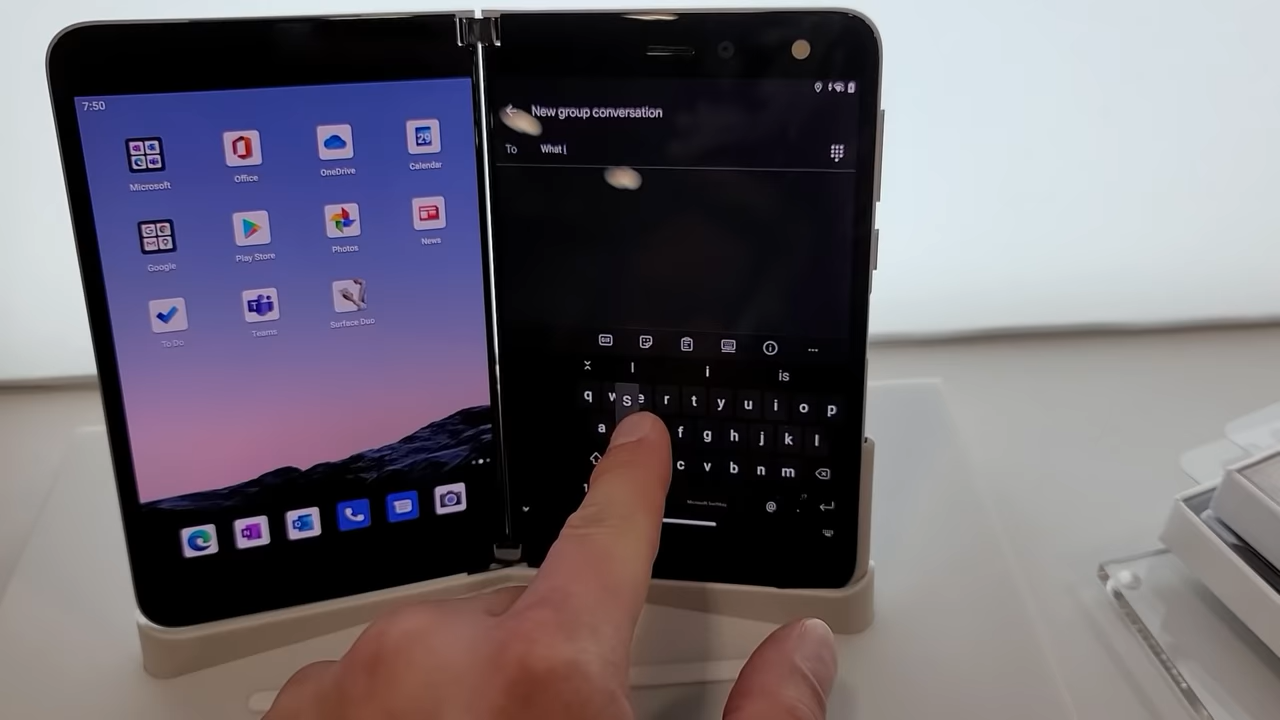 7:50
Microsoft
Office
OneDrive
29
Calendar
Google
Play Store
Photos
News
To Do
Teams
Surface Duo
New group conversation
To What
GIF
I i is
q w s e r t y u i o p
a f g h j k l
c v b n m
@